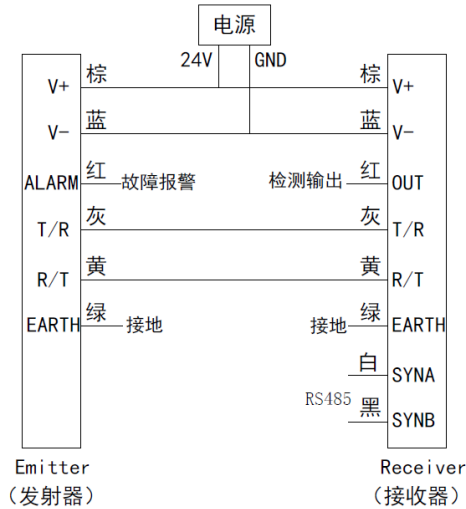 电源
24V GND
V+ 棕 棕 V+
V- 蓝 蓝 V-
ALARM 红 故障报警 检测输出 红 OUT
T/R 灰 灰 T/R
R/T 黄 黄 R/T
EARTH 绿 接地 接地 绿 EARTH
白 SYNA
RS485
黑 SYNB
Emitter Receiver
（发射器） （接收器）